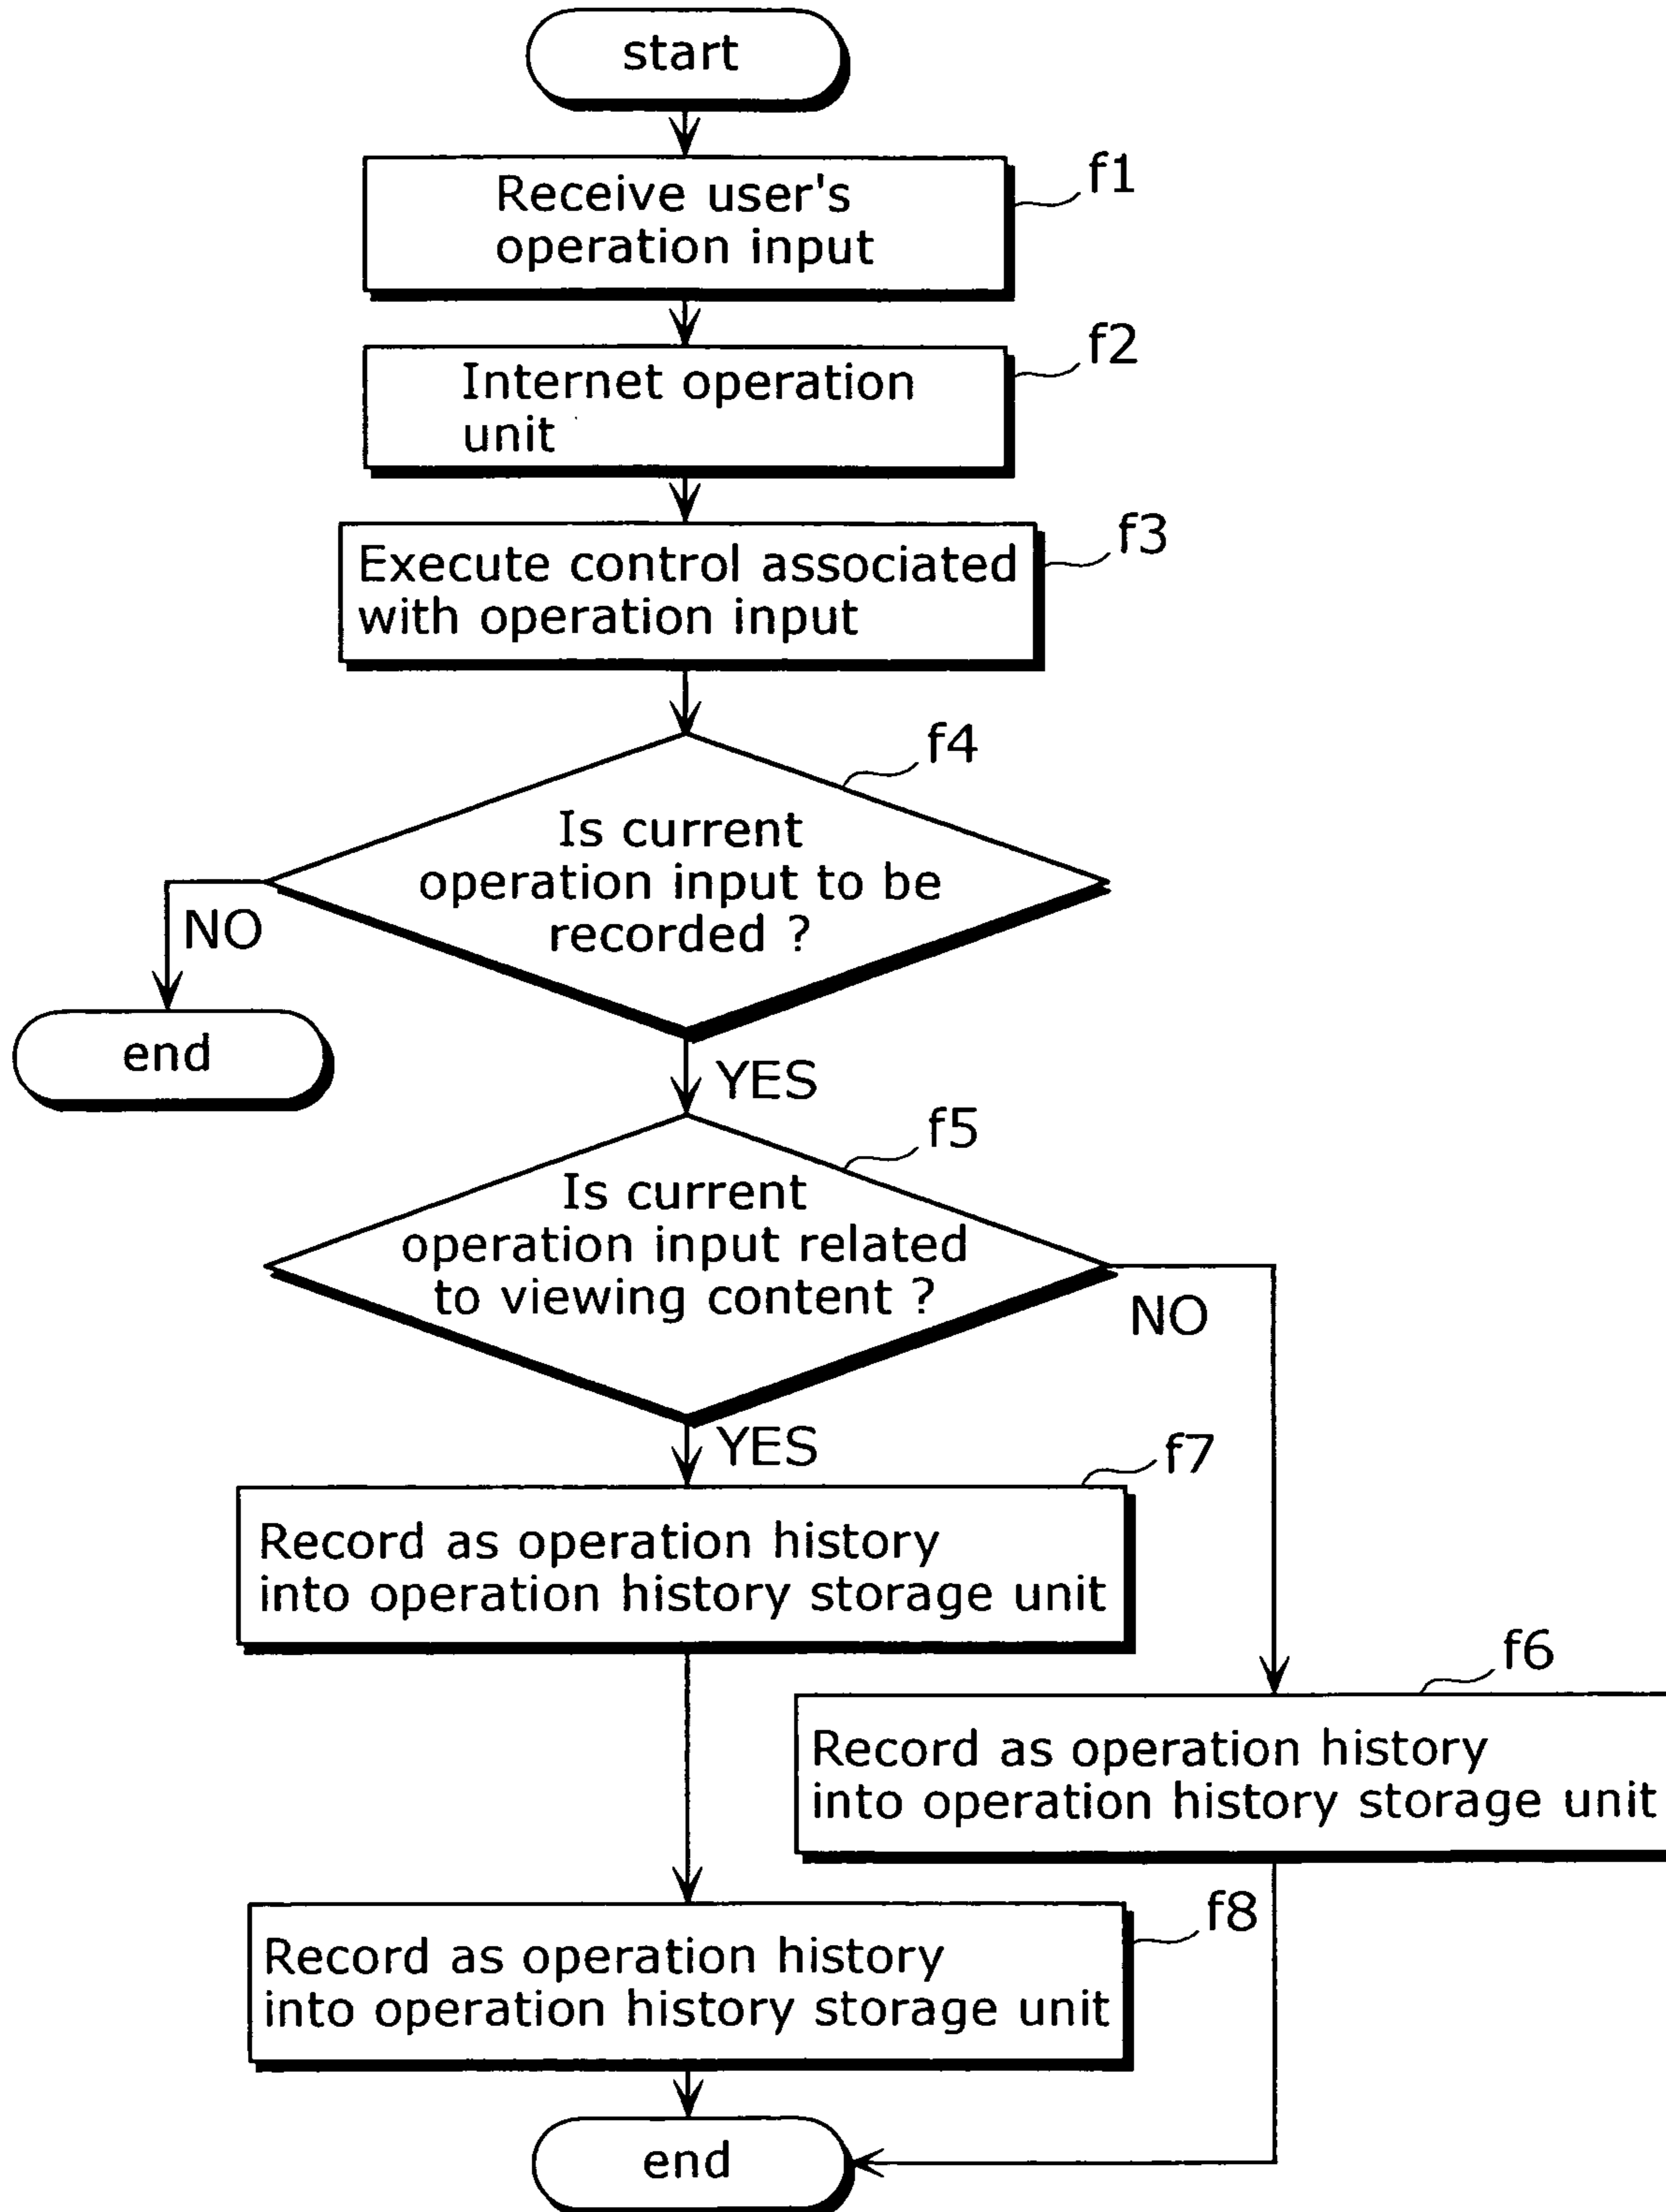 start
f1
Receive user's
operation input
f2
Internet operation
unit
f3
Execute control associated
with operation input
f4
Is current
operation input to be
recorded ?
NO
end
YES
f5
Is current
operation input related
to viewing content ?
NO
YES
f7
Record as operation history
into operation history storage unit
f6
Record as operation history
into operation history storage unit
f8
Record as operation history
into operation history storage unit
end